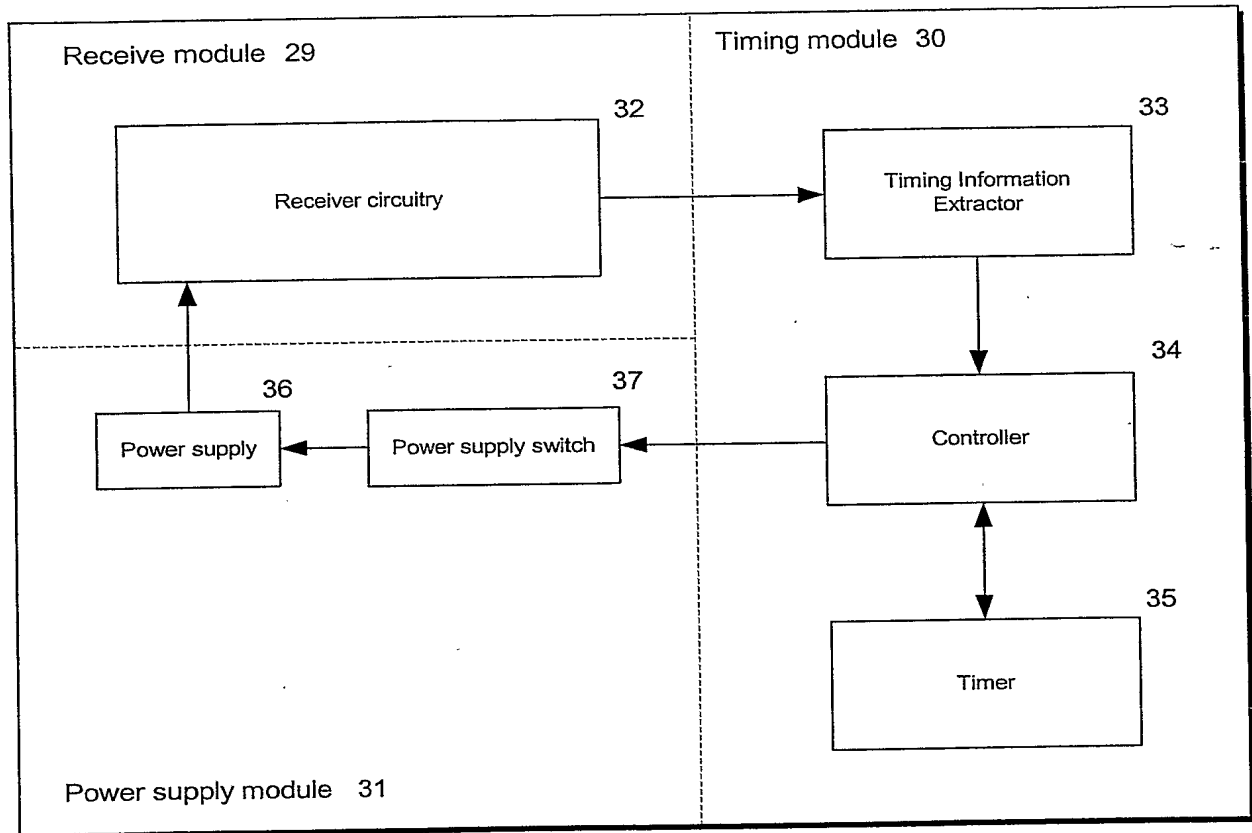 Receive module 29
Timing module 30
32
Receiver circuitry
33
Timing Information
Extractor
34
Controller
36
Power supply
37
Power supply switch
35
Timer
Power supply module 31